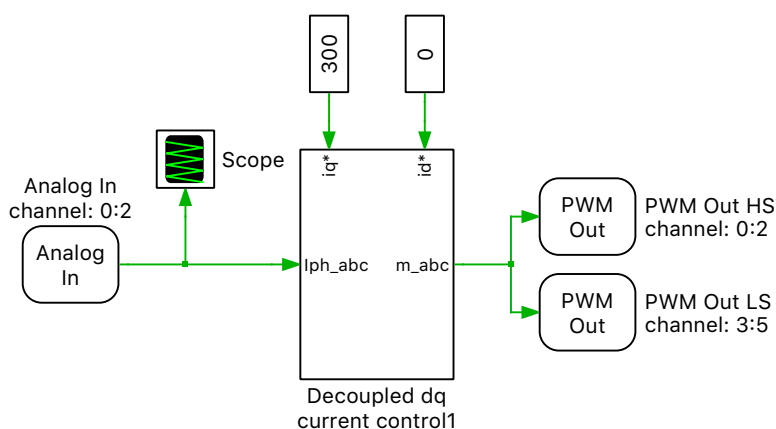 300
0
iq*
id*
Scope
Analog In
channel: 0:2
Analog
In
Iph_abc
m_abc
PWM
Out
PWM Out HS
channel: 0:2
PWM
Out
PWM Out LS
channel: 3:5
Decoupled dq
current control1